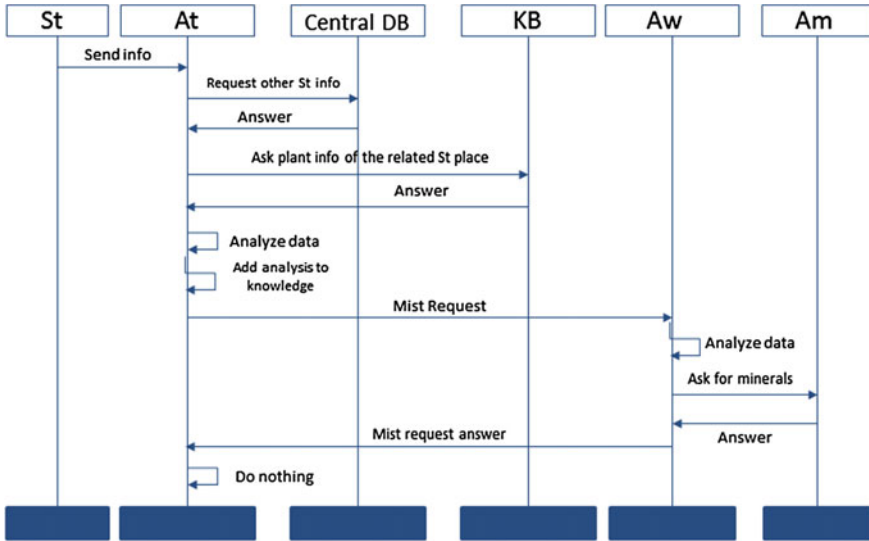 St At Central DB KB Aw Am
Send info
Request other St info
Answer
Ask plant info of the related St place
Answer
Analyze data
Add analysis to
knowledge
Mist Request
Analyze data
Ask for minerals
Answer
Mist request answer
Do nothing